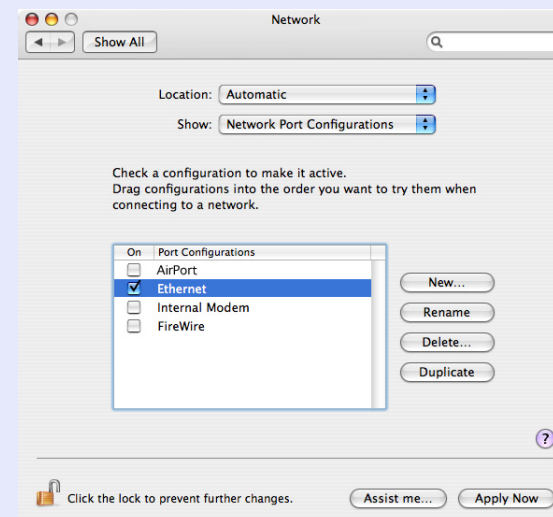 Network
Show All
Location: Automatic
Show: Network Port Configurations
Check a configuration to make it active.
Drag configurations into the order you want to try them when
connecting to a network.
On Port Configurations
AirPort
Ethernet
Internal Modem
FireWire
New...
Rename
Delete...
Duplicate
?
Click the lock to prevent further changes.
Assist me...
Apply Now